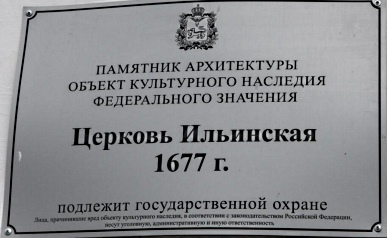 ПАМЯТНИК АРХИТЕКТУРЫ
ОБЪЕКТ КУЛЬТУРНОГО НАСЛЕДИЯ
ФЕДЕРАЛЬНОГО ЗНАЧЕНИЯ
Церковь Ильинская
1677 г.
подлежит государственной охране
Лица, причинившие вред объекту культурного наследия, в соответствии с законодательством Российской Федерации,
несут уголовную, административную и иную ответственность